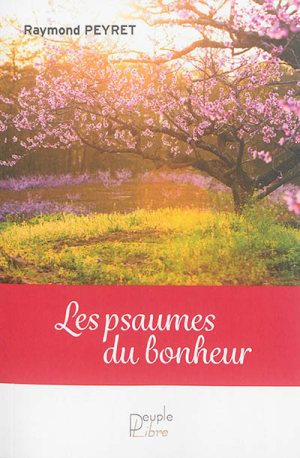 Raymond PEYRET
Les psaumes
du bonheur
Peuple
Libre